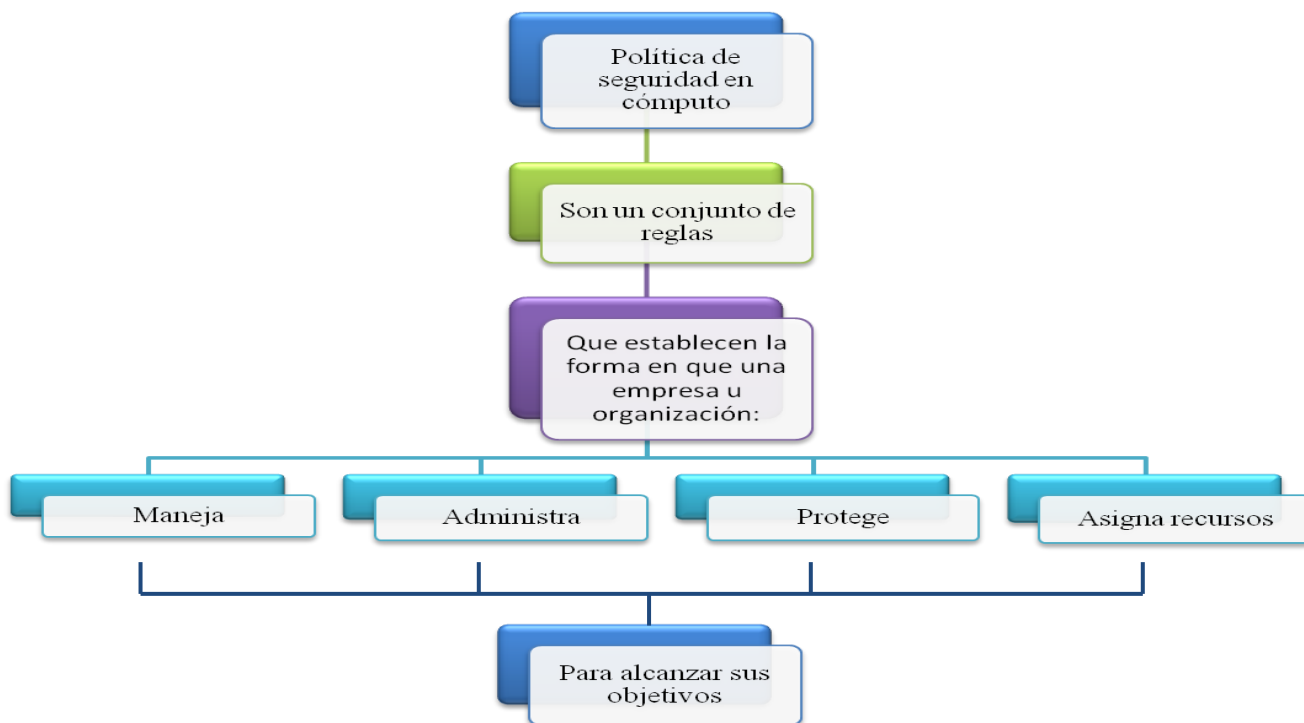 Política de
seguridad en
cómputo
Son un conjunto de
reglas
Que establecen la
forma en que una
empresa u
organización:
Maneja
Administra
Protege
Asigna recursos
Para alcanzar sus
objetivos